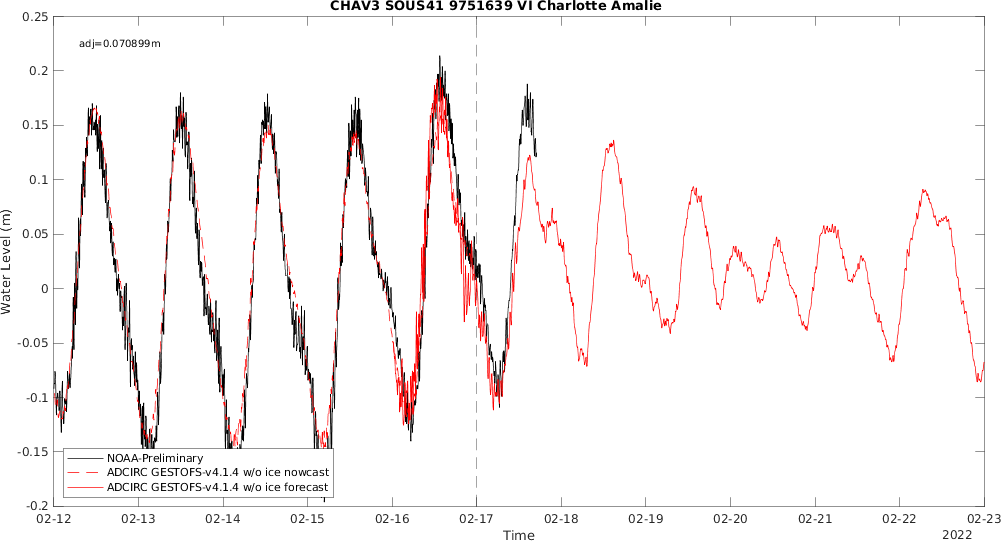 CHAV3 SOUS41 9751639 VI Charlotte Amalie
0.25
adj=0.070899m
0.2
0.15
0.1
0.05
0
-0.05
-0.1
-0.15
-0.2
Water Level (m)
NOAA-Preliminary
ADCIRC GESTOFS-v4.1.4 w/o ice nowcast
ADCIRC GESTOFS-v4.1.4 w/o ice forecast
02-12 02-13 02-14 02-15 02-16 02-17 02-18 02-19 02-20 02-21 02-22 02-23
Time
2022